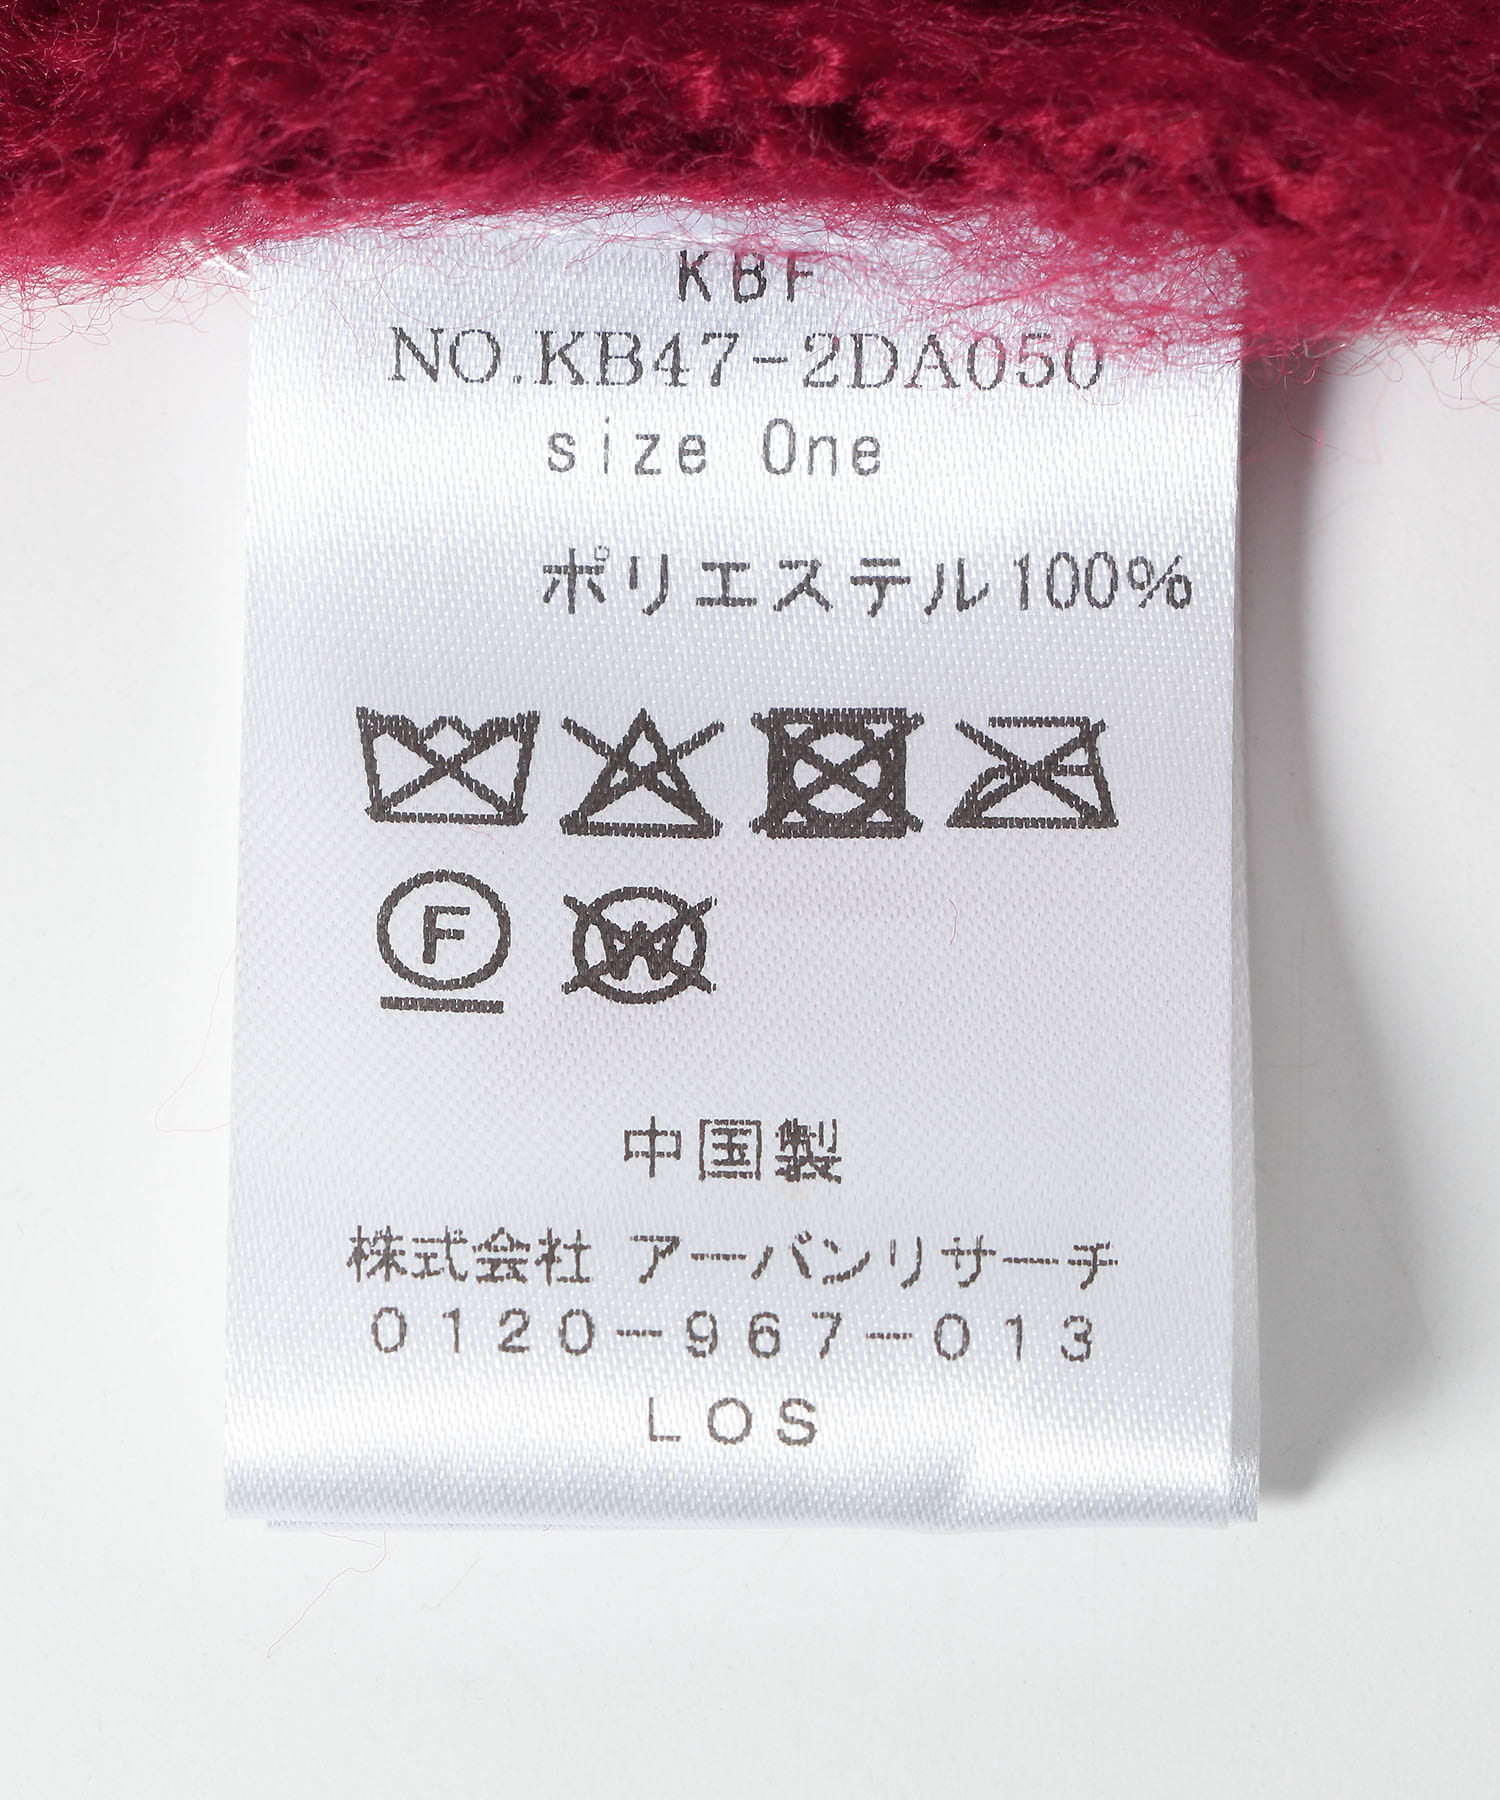 KBF
NO.KB47-2DA050
size One
ポリエステル100%
F
W
中国製
株式会社 アーバンリサーチ
0120-967-013
LOS